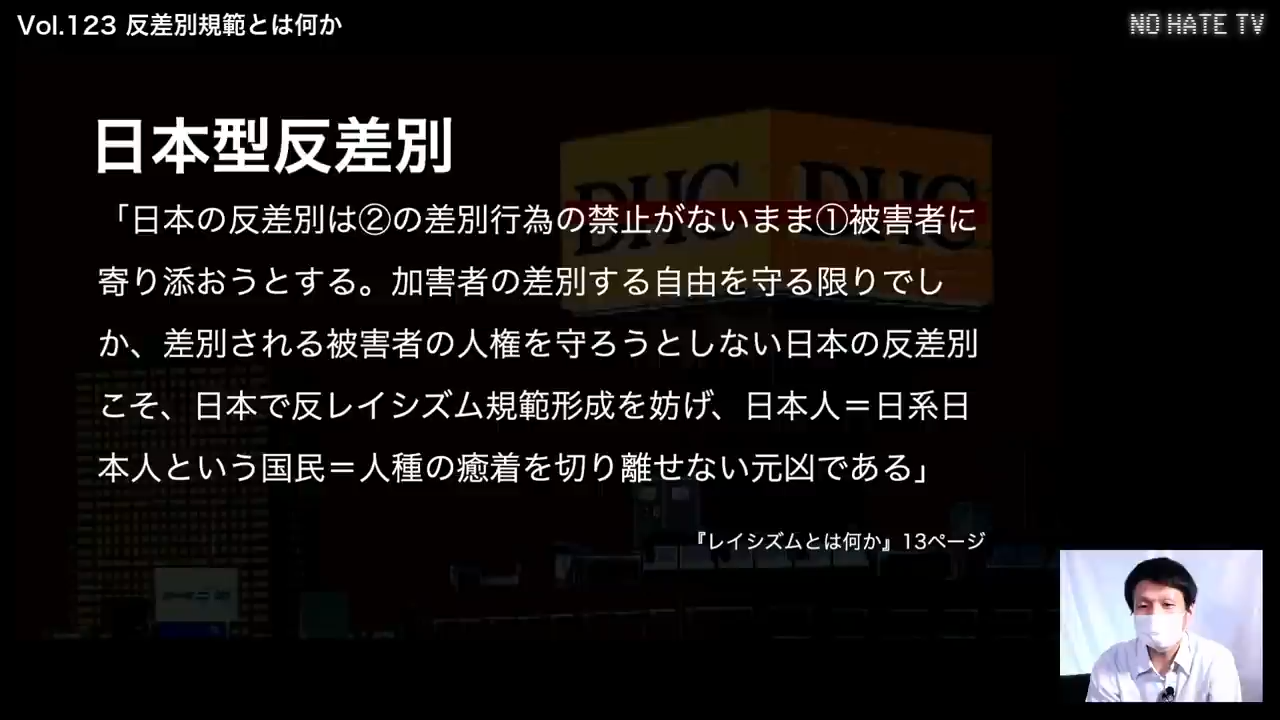 Vol.123 反差別規範とは何か
NO HATE TV
日本型反差別
DHC DHC
「日本の反差別は②の差別行為の禁止がないまま①被害者に
寄り添おうとする。加害者の差別する自由を守る限りでし
か、差別される被害者の人権を守ろうとしない日本の反差別
こそ、日本で反レイシズム規範形成を妨げ、日本人＝日系日
本人という国民＝人種の癒着を切り離せない元凶である」
『レイシズムとは何か』13ページ